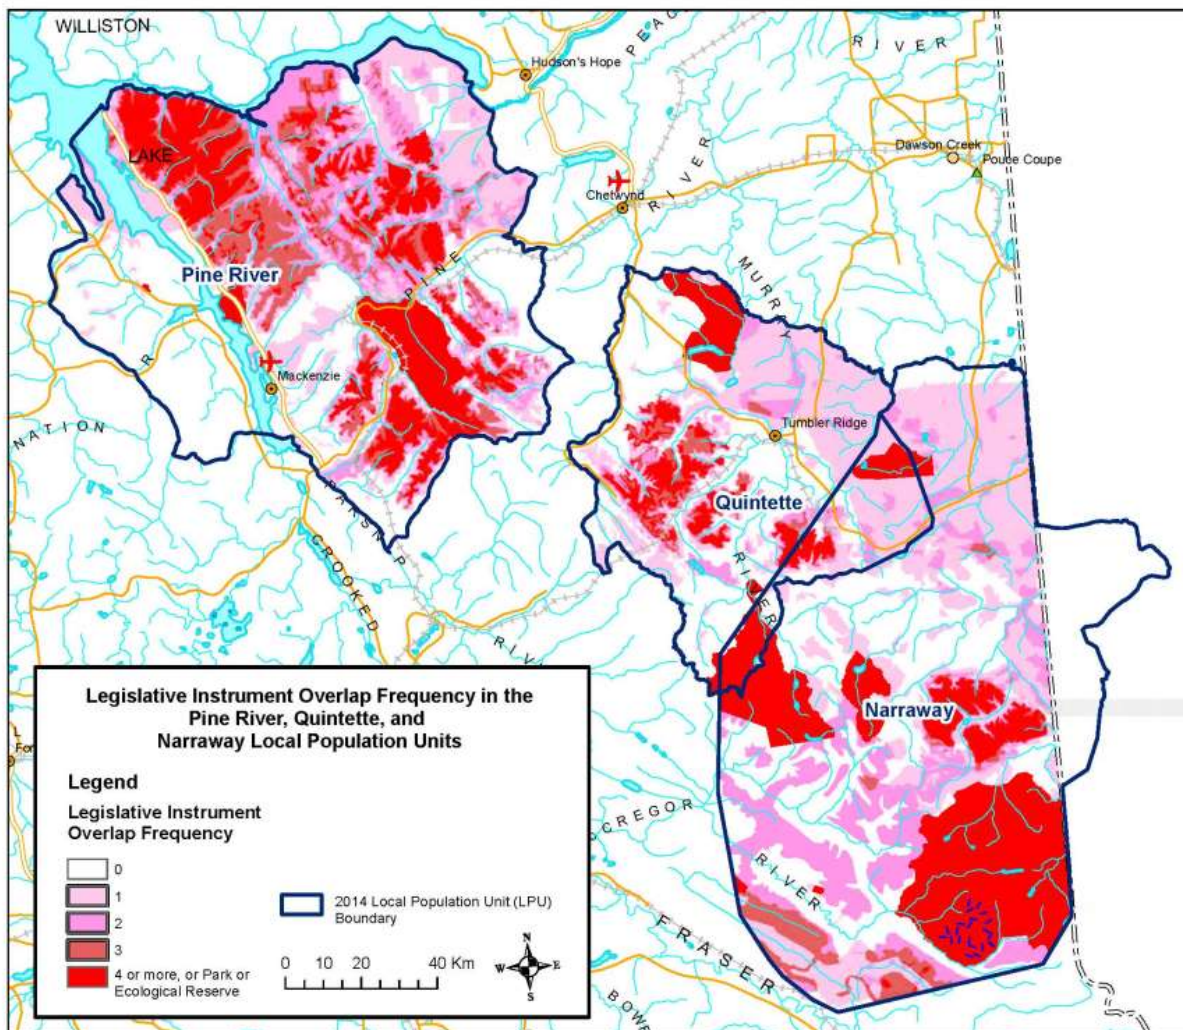 WILLISTON
PEAC
RIVER
Hudson's Hope
LAKE
Dawson Creek
Pouce Coupe
Chetwynd
RIVER
PINE
Pine River
MURRAY
Mackenzie
R
NATION
Tumbler Ridge
Quintette
PARSNIP
CROOKED
RIVER
RIV
Narraway
CREGOR
RIVER
FRASER
BOW
L
For
Legislative Instrument Overlap Frequency in the
Pine River, Quintette, and
Narraway Local Population Units
Legend
Legislative Instrument
Overlap Frequency
0
1
2
3
4 or more, or Park or
Ecological Reserve
2014 Local Population Unit (LPU)
Boundary
0 10 20 40 Km
N
W E
S